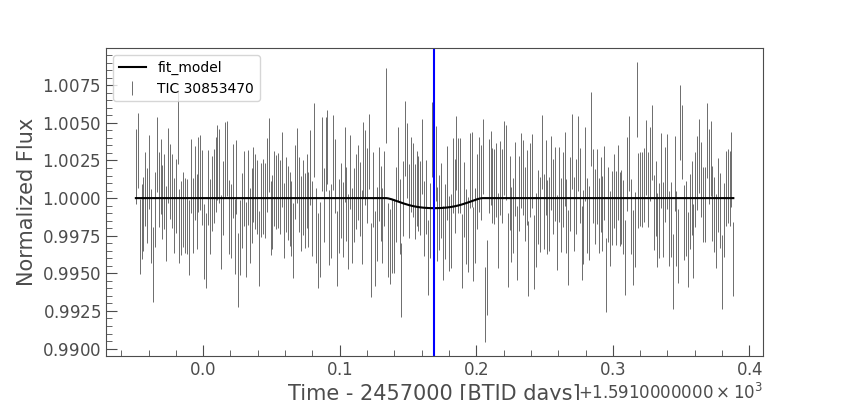 fit_model
TIC 30853470
Normalized Flux
1.0075
1.0050
1.0025
1.0000
0.9975
0.9950
0.9925
0.9900
0.0 0.1 0.2 0.3 0.4
Time - 2457000 [BTJD days]
+1.5910000000 × 10³